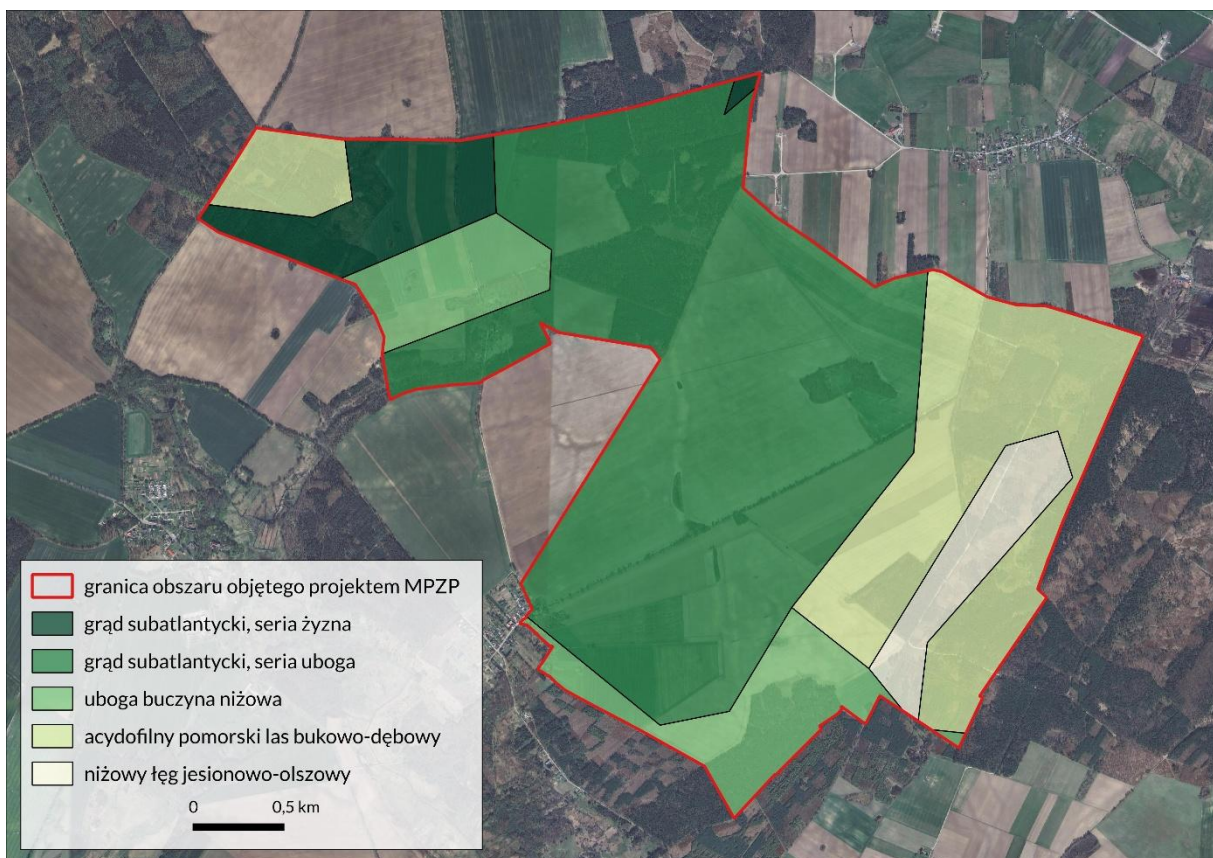 granica obszaru objętego projektem MPZP
grąd subatlantycki, seria żyzna
grąd subatlantycki, seria uboga
uboga buczyna niżowa
acydofilny pomorski las bukowo-dębowy
niżowy łęg jesionowo-olszowy
0 0,5 km